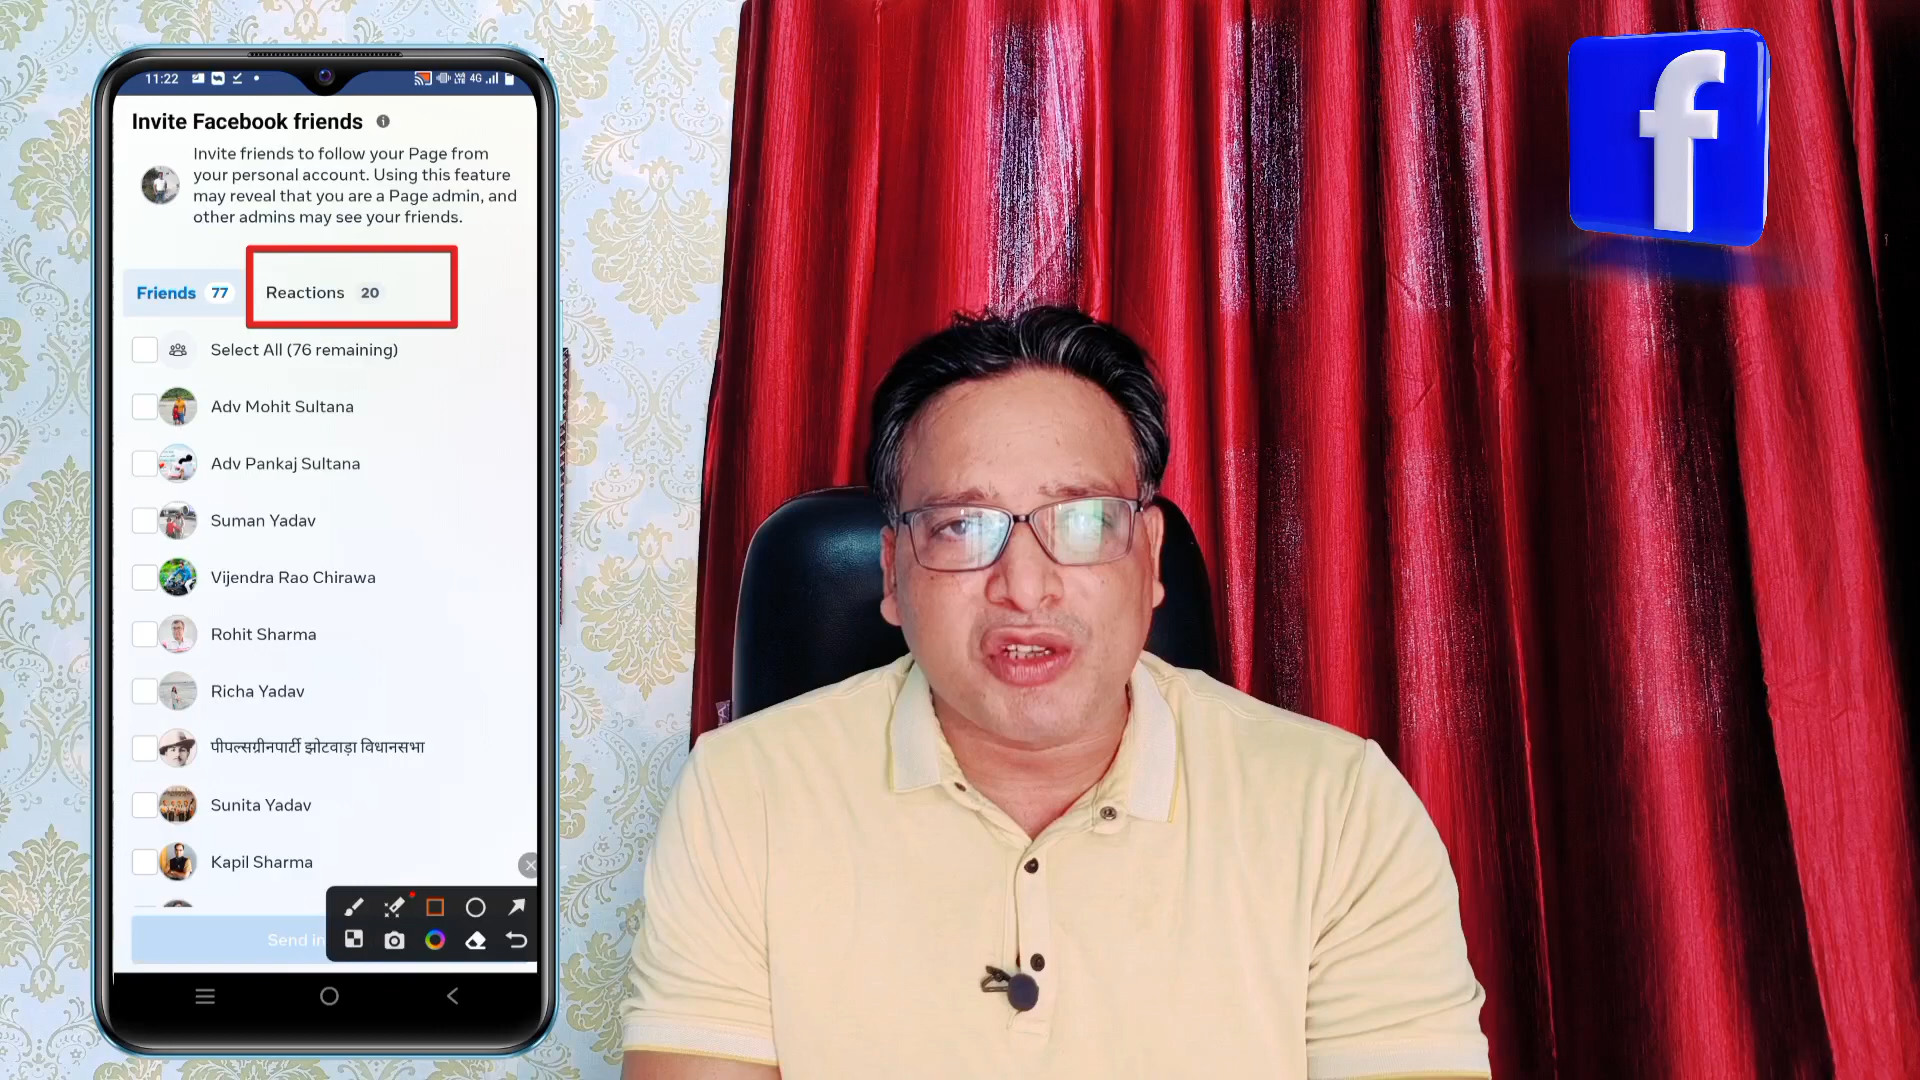 11:22
4G
Invite Facebook friends
Invite friends to follow your Page from
your personal account. Using this feature
may reveal that you are a Page admin, and
other admins may see your friends.
Friends 77 Reactions 20
Select All (76 remaining)
Adv Mohit Sultana
Adv Pankaj Sultana
Suman Yadav
Vijendra Rao Chirawa
Rohit Sharma
Richa Yadav
पीपल्सग्रीनपार्टी झोटवाड़ा विधानसभा
Sunita Yadav
Kapil Sharma
Send in
f